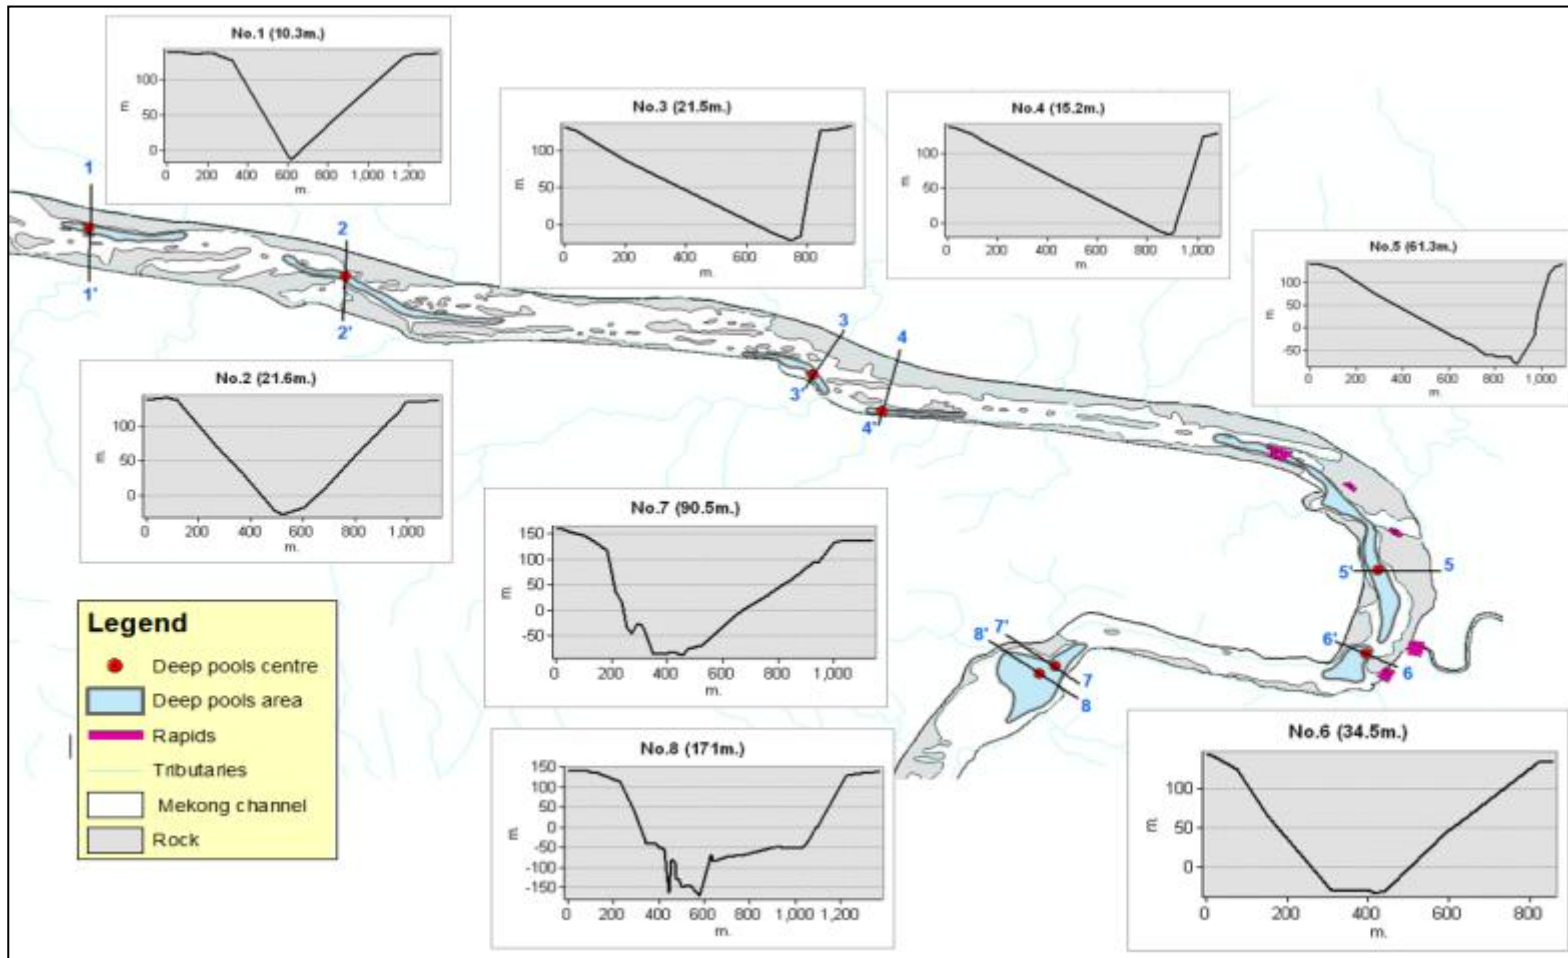 No.1 (10.3m.)
100
50
0
m.
0 200 400 600 800 1,000 1,200
m.
No.3 (21.5m.)
100
50
0
m.
0 200 400 600 800
m.
No.4 (15.2m.)
100
50
0
m.
0 200 400 600 800 1,000
m.
No.5 (61.3m.)
100
50
0
-50
m.
0 200 400 600 800 1,000
m.
1
1'
2
2'
3
3'
4
4'
No.2 (21.6m.)
100
50
0
m.
0 200 400 600 800 1,000
m.
No.7 (90.5m.)
150
100
50
0
-50
m.
0 200 400 600 800 1,000
m.
5'
5
6'
6
8'
7'
7
8
Legend
Deep pools centre
Deep pools area
Rapids
Tributaries
Mekong channel
Rock
No.8 (171m.)
150
100
50
0
-50
-100
-150
m.
0 200 400 600 800 1,000 1,200
m.
No.6 (34.5m.)
100
50
0
m.
0 200 400 600 800
m.